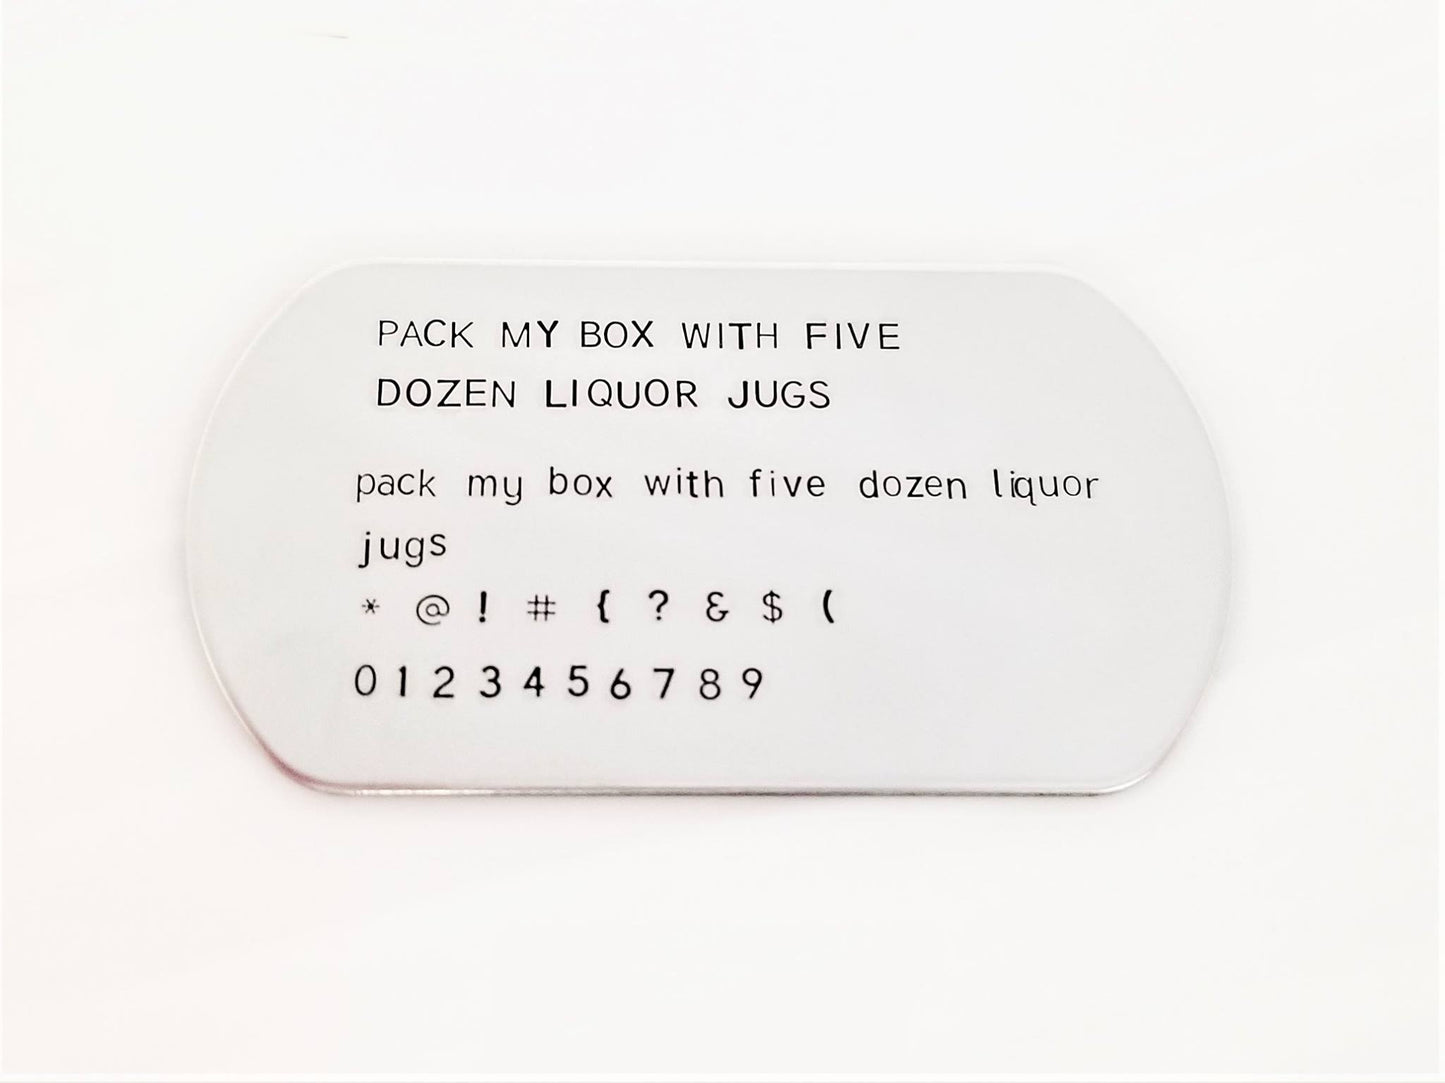 PACK MY BOX WITH FIVE
DOZEN LIQUOR JUGS
pack my box with five dozen liquor
jugs
* @ ! # { ? & $ (
0 1 2 3 4 5 6 7 8 9